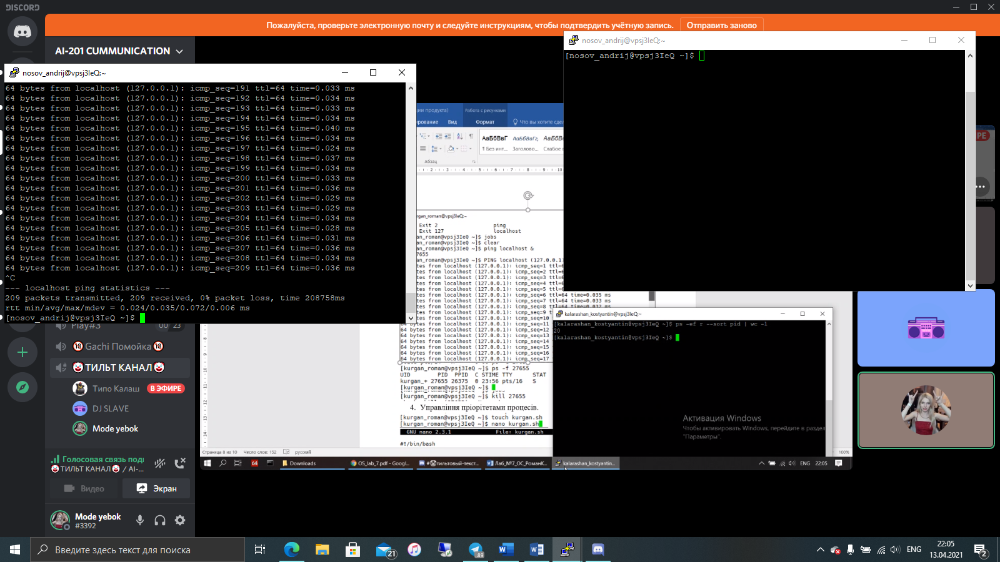 DISCORD
Пожалуйста, проверьте электронную почту и следуйте инструкциям, чтобы подтвердить учётную запись.
Отправить заново
AI-201 CUMMUNICATION
nosov_andrij@vpsj3IeQ:~
64 bytes from localhost (127.0.0.1): icmp_seq=191 ttl=64 time=0.033 ms
64 bytes from localhost (127.0.0.1): icmp_seq=192 ttl=64 time=0.034 ms
64 bytes from localhost (127.0.0.1): icmp_seq=193 ttl=64 time=0.033 ms
64 bytes from localhost (127.0.0.1): icmp_seq=194 ttl=64 time=0.034 ms
64 bytes from localhost (127.0.0.1): icmp_seq=195 ttl=64 time=0.040 ms
64 bytes from localhost (127.0.0.1): icmp_seq=196 ttl=64 time=0.034 ms
64 bytes from localhost (127.0.0.1): icmp_seq=197 ttl=64 time=0.024 ms
64 bytes from localhost (127.0.0.1): icmp_seq=198 ttl=64 time=0.037 ms
64 bytes from localhost (127.0.0.1): icmp_seq=199 ttl=64 time=0.034 ms
64 bytes from localhost (127.0.0.1): icmp_seq=200 ttl=64 time=0.033 ms
64 bytes from localhost (127.0.0.1): icmp_seq=201 ttl=64 time=0.036 ms
64 bytes from localhost (127.0.0.1): icmp_seq=202 ttl=64 time=0.029 ms
64 bytes from localhost (127.0.0.1): icmp_seq=203 ttl=64 time=0.029 ms
64 bytes from localhost (127.0.0.1): icmp_seq=204 ttl=64 time=0.034 ms
64 bytes from localhost (127.0.0.1): icmp_seq=205 ttl=64 time=0.028 ms
64 bytes from localhost (127.0.0.1): icmp_seq=206 ttl=64 time=0.031 ms
64 bytes from localhost (127.0.0.1): icmp_seq=207 ttl=64 time=0.036 ms
64 bytes from localhost (127.0.0.1): icmp_seq=208 ttl=64 time=0.034 ms
64 bytes from localhost (127.0.0.1): icmp_seq=209 ttl=64 time=0.036 ms
^C
--- localhost ping statistics ---
209 packets transmitted, 209 received, 0% packet loss, time 208758ms
rtt min/avg/max/mdev = 0.024/0.035/0.072/0.006 ms
[nosov_andrij@vpsj3IeQ ~]$
nosov_andrij@vpsj3IeQ:~
[nosov_andrij@vpsj3IeQ ~]$
ции продукта)
Работа с рисунками
рование
Вид
Формат
Что вы хотите сде
АаБбВвГ АаБбВвГг, АаБбВ
¶ Без инт... Заголово... Слабое в
Абзац
urgan_roman@vpsj3IeQ:~
Exit 2 ping
Exit 127 localhost
an_roman@vpsj3IeQ ~]$ jobs
an_roman@vpsj3IeQ ~]$ clear
an_roman@vpsj3IeQ ~]$ ping localhost &
7655
an_roman@vpsj3IeQ ~]$ PING localhost (127.0.0.1)
tes from localhost (127.0.0.1): icmp_seq=1 ttl=6
tes from localhost (127.0.0.1): icmp_seq=2 ttl=6
tes from localhost (127.0.0.1): icmp_seq=3 ttl=6
tes from localhost (127.0.0.1): icmp_seq=4 ttl=6
tes from localhost (127.0.0.1): icmp_seq=5 ttl=6
tes from localhost (127.0.0.1): icmp_seq=6 ttl=64 time=0.035 ms
tes from localhost (127.0.0.1): icmp_seq=7 ttl=64 time=0.033 ms
tes from localhost (127.0.0.1): icmp_seq=8 ttl=64 time=0.032 ms
tes from localhost (127.0.0.1): icmp_seq=9
tes from localhost (127.0.0.1): icmp_seq=10
64 bytes from localhost (127.0.0.1): icmp_seq=11
64 bytes from localhost (127.0.0.1): icmp_seq=12
64 bytes from localhost (127.0.0.1): icmp_seq=13
64 bytes from localhost (127.0.0.1): icmp_seq=14
64 bytes from localhost (127.0.0.1): icmp_seq=15
64 bytes from localhost (127.0.0.1): icmp_seq=16
64 bytes from localhost (127.0.0.1): icmp_seq=17
[kurgan_roman@vpsj3IeQ ~]$ ps -f 27655
UID PID PPID C STIME TTY STAT
kurgan_+ 27655 26375 0 23:56 pts/16 S
[kurgan_roman@vpsj3IeQ ~]$
[kurgan_roman@vpsj3IeQ ~]$ kill 27655
4. Управління пріорітетами процесів.
[kurgan_roman@vpsj3IeQ ~]$ touch kurgan.sh
[kurgan_roman@vpsj3IeQ ~]$ nano kurgan.sh
GNU nano 2.3.1 File: kurgan.sh
#!/bin/bash
Страница 8 из 10 Число слов: 152 русский
100%
kalarashan_kostyantin@vpsj3IeQ:~
[kalarashan_kostyantin@vpsj3IeQ ~]$ ps -ef r --sort pid | wc -l
20
[kalarashan_kostyantin@vpsj3IeQ ~]$
Активация Windows
Чтобы активировать Windows, перейдите в раздел
"Параметры".
64
Downloads
OS_lab_7.pdf - Googl...
#🤡тильтовый-текст...
Лаб_№7_ОС_РоманК...
kalarashan_kostyantin...
ENG 22:05
Play#3
00 23
🔞Gachi Помойка🔞
🤡ТИЛЬТ КАНАЛ🤡
Типо Калаш
В ЭФИРЕ
DJ SLAVE
Mode yebok
Голосовая связь под
🤡ТИЛЬТ КАНАЛ🤡 / AI-...
Видео
Экран
Mode yebok
#3392
Введите здесь текст для поиска
21
89
ENG
22:05
13.04.2021
2